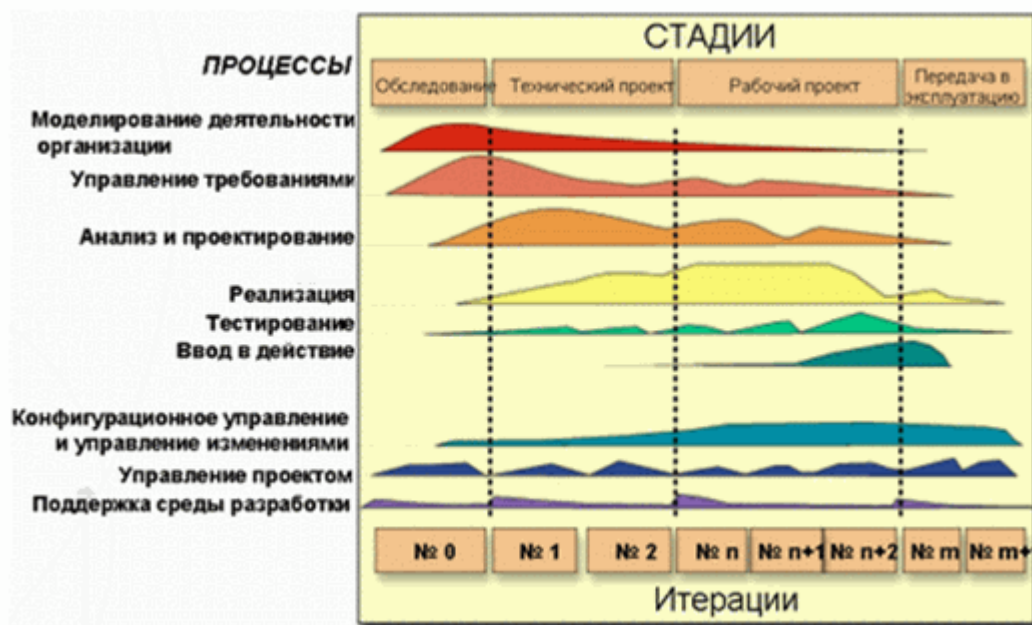 СТАДИИ
ПРОЦЕССЫ
Обследование Технический проект Рабочий проект Передача в
эксплуатацию
Моделирование деятельности
организации
Управление требованиями
Анализ и проектирование
Реализация
Тестирование
Ввод в действие
Конфигурационное управление
и управление изменениями
Управление проектом
Поддержка среды разработки
№ 0 № 1 № 2 № n № n+1 № n+2 № m № m+
Итерации